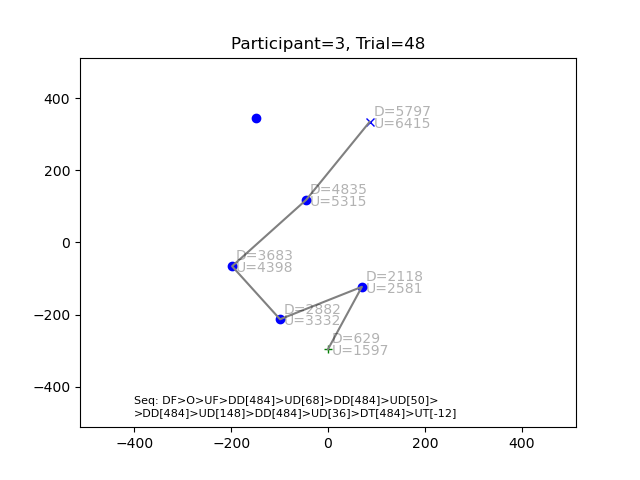 Participant=3, Trial=48
400
200
0
−200
−400
D=5797
U=6415
D=4835
U=5315
D=3683
U=4398
D=2118
U=2581
D=2882
U=3332
D=629
U=1597
Seq: DF>O>UF>DD[484]>UD[68]>DD[484]>UD[50]>
>DD[484]>UD[148]>DD[484]>UD[36]>DT[484]>UT[-12]
−400
−200
0
200
400